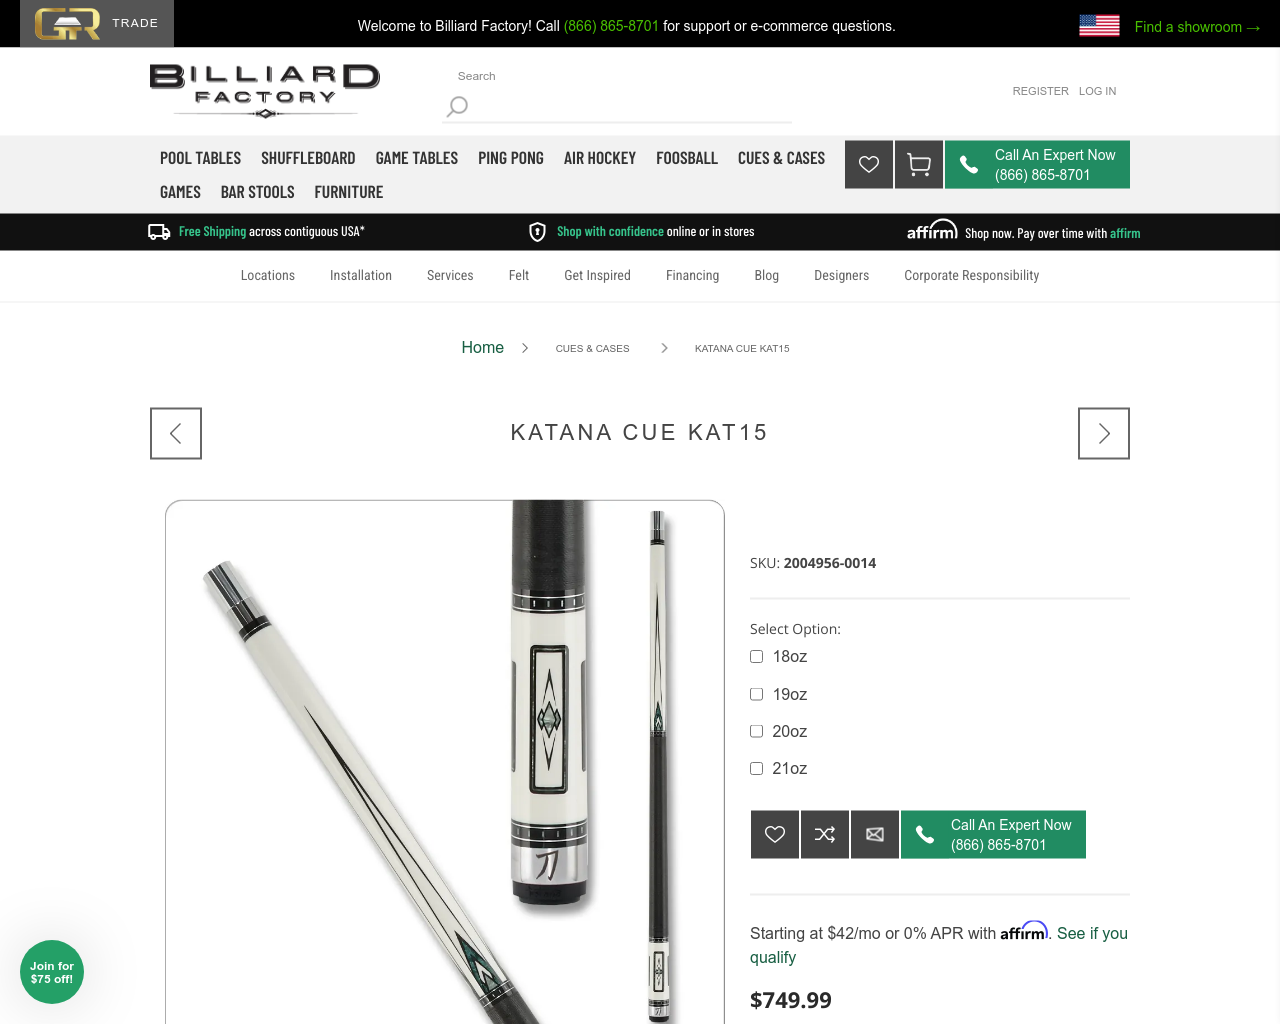 GR TRADE
Welcome to Billiard Factory! Call (866) 865-8701 for support or e-commerce questions.
Find a showroom →
BILLIARD
FACTORY
Search
REGISTER LOG IN
POOL TABLES SHUFFLEBOARD GAME TABLES PING PONG AIR HOCKEY FOOSBALL CUES & CASES
GAMES BAR STOOLS FURNITURE
Call An Expert Now
(866) 865-8701
Free Shipping across contiguous USA*
Shop with confidence online or in stores
affirm Shop now. Pay over time with affirm
Locations Installation Services Felt Get Inspired Financing Blog Designers Corporate Responsibility
Home CUES & CASES KATANA CUE KAT15
KATANA CUE KAT15
刀
刀
SKU: 2004956-0014
Select Option:
18oz
19oz
20oz
21oz
Call An Expert Now
(866) 865-8701
Starting at $42/mo or 0% APR with affirm. See if you
qualify
$749.99
Join for
$75 off!